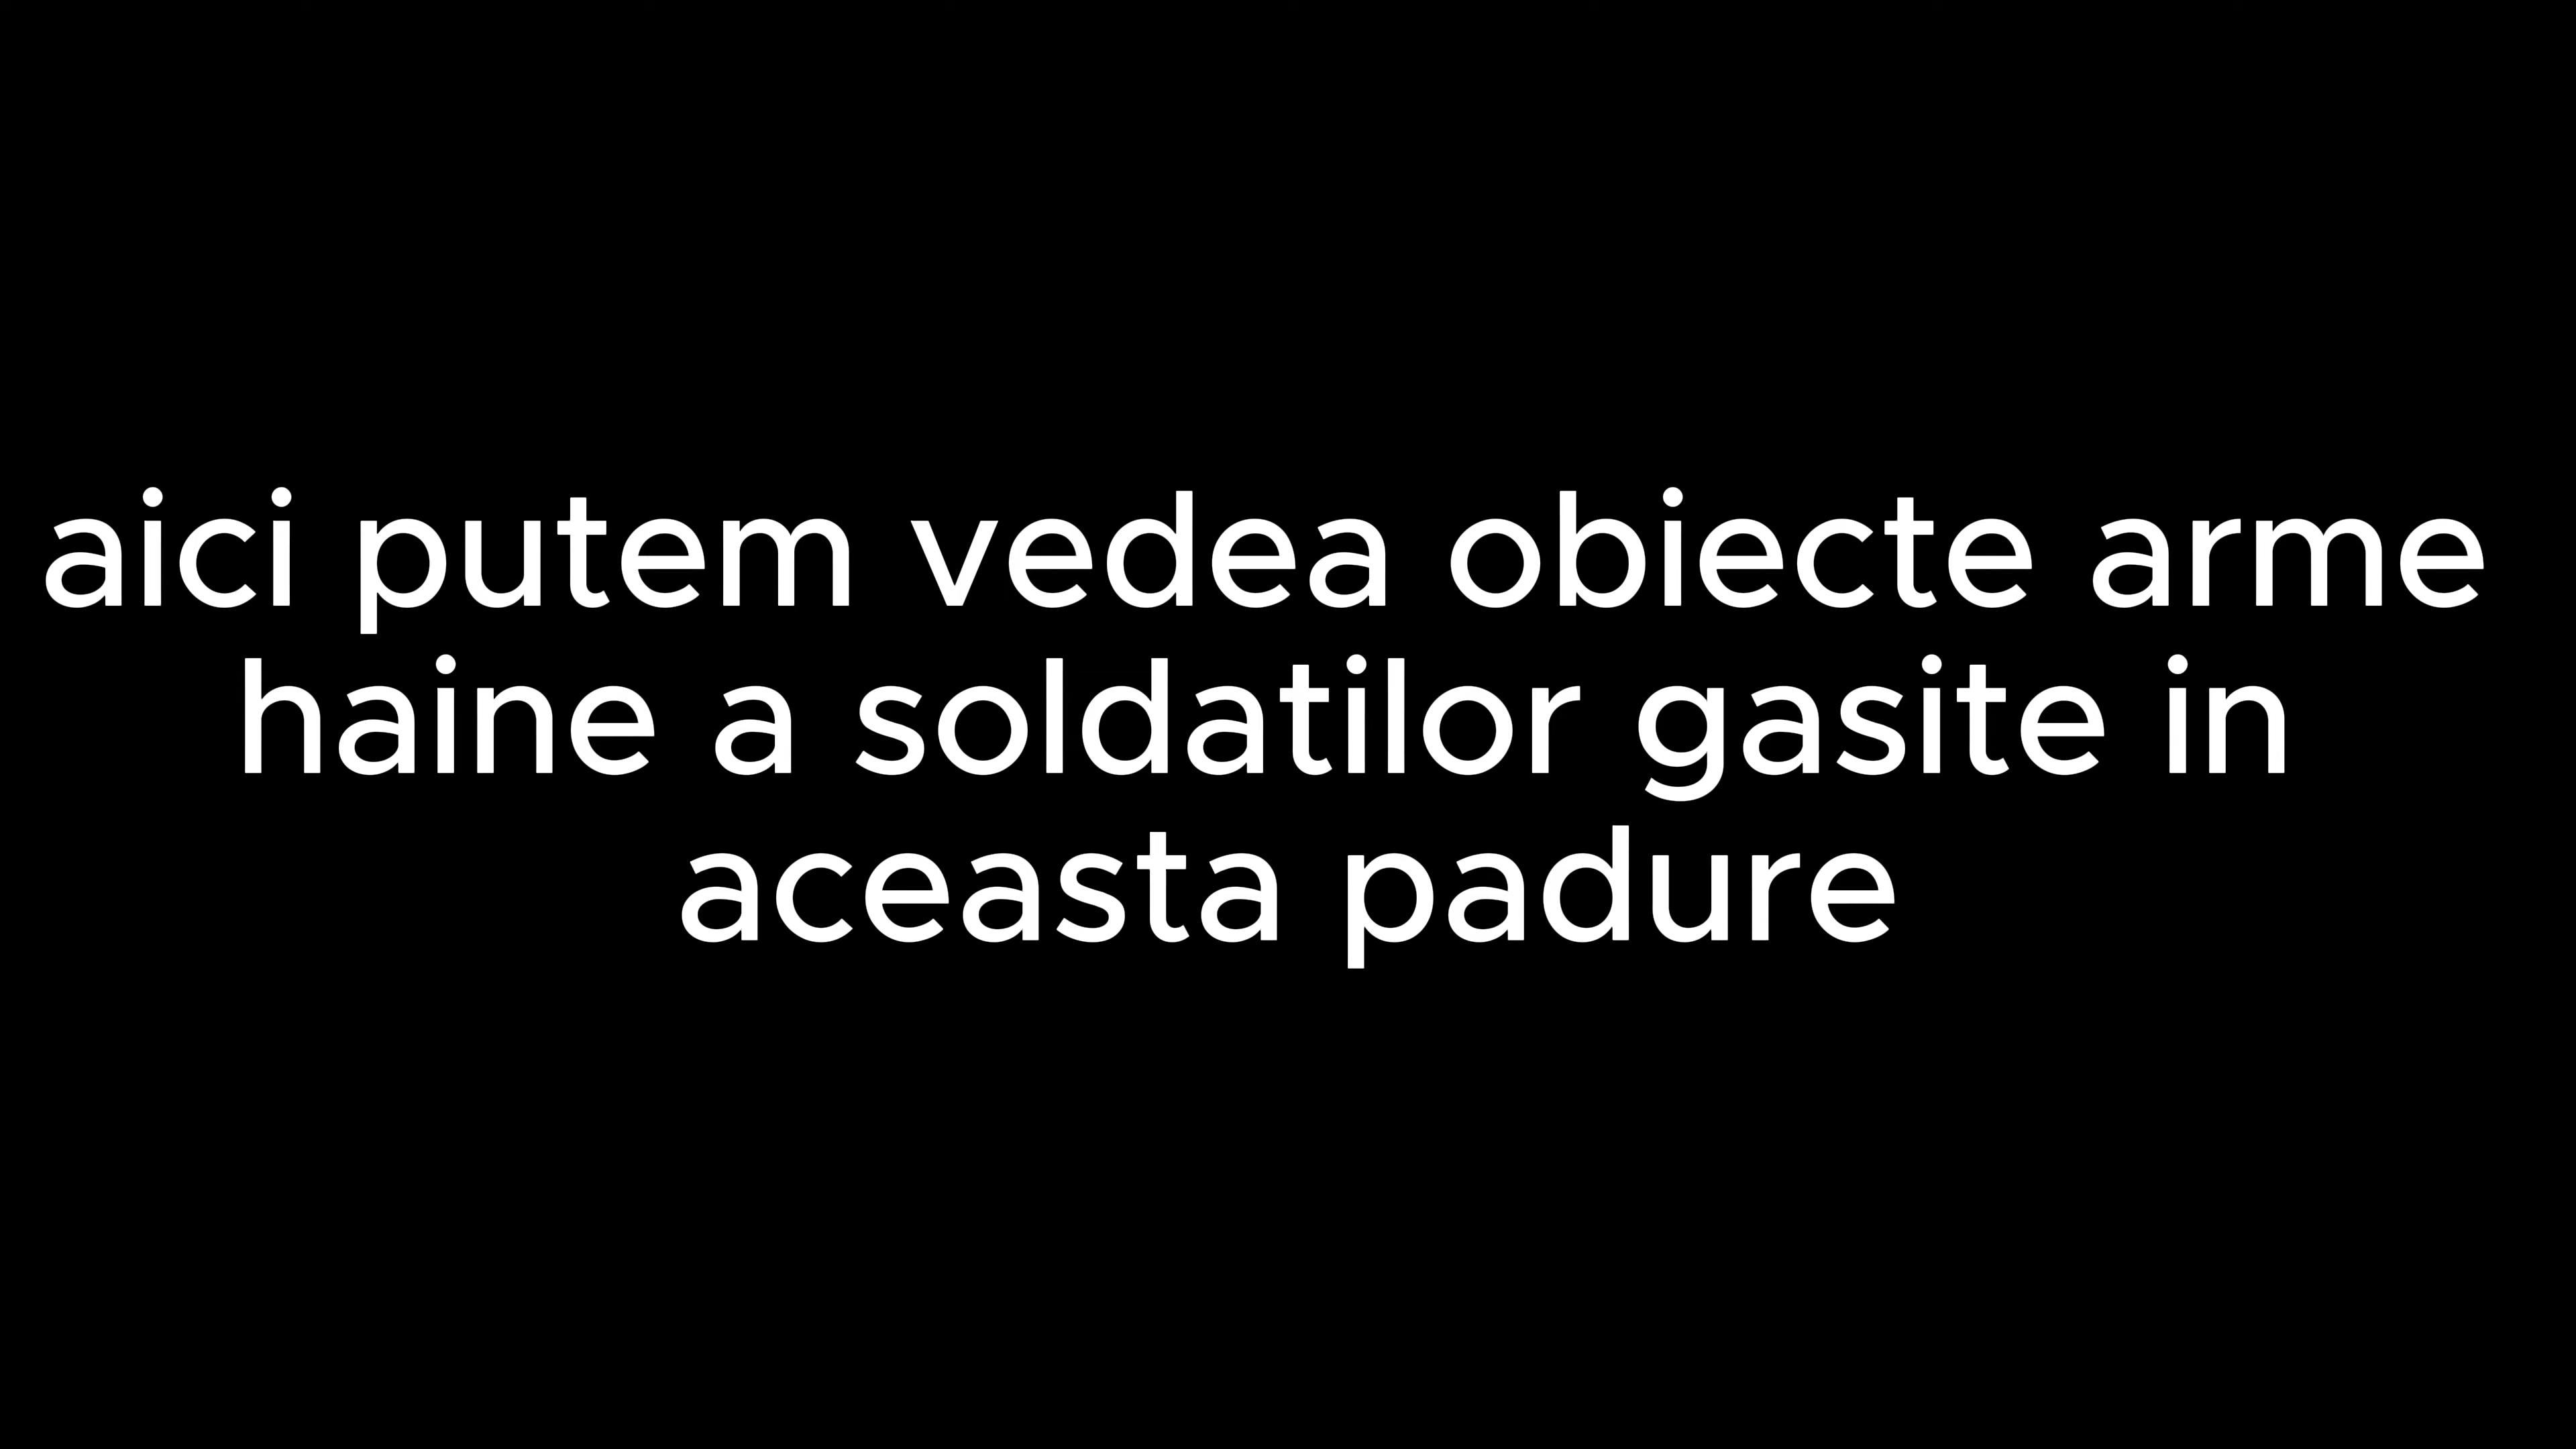 aici putem vedea obiecte arme
haine a soldatilor gasite in
aceasta padure